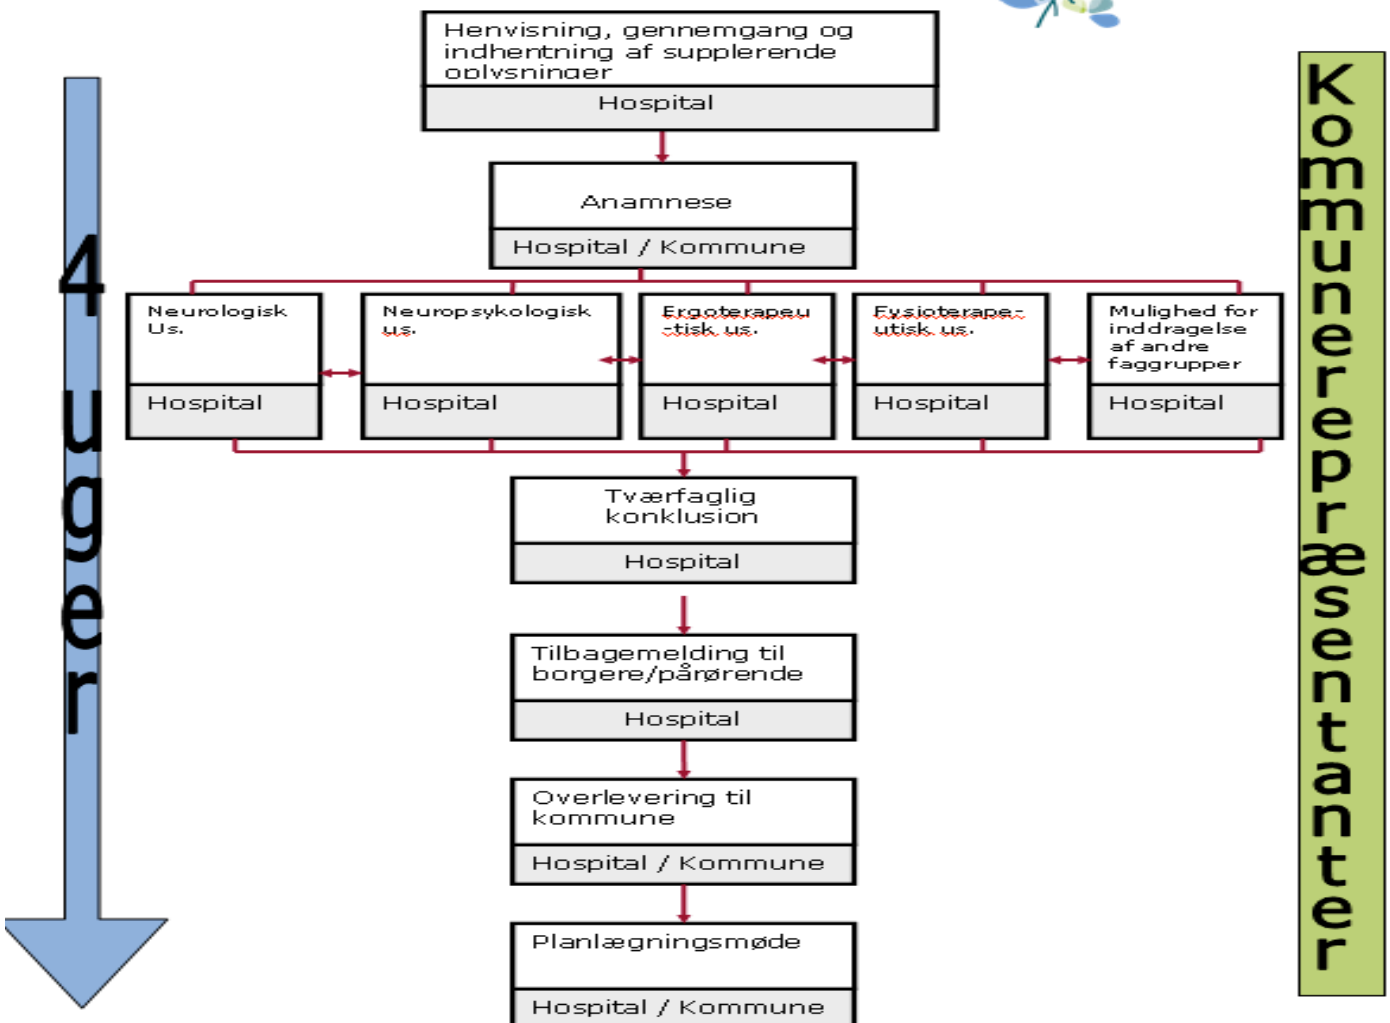 Henvisning, gennemgang og
indhentning af supplerende
oplysninger
Hospital
Anamnese
Hospital / Kommune
Neurologisk
Us.
Hospital
Neuropsykologisk
us.
Hospital
Ergoterapeu
-tisk us.
Hospital
Fysioterape-
utisk us.
Hospital
Mulighed for
inddragelse
af andre
faggrupper
Hospital
Tværfaglig
konklusion
Hospital
Tilbagemelding til
borgere/pårørende
Hospital
Overlevering til
kommune
Hospital / Kommune
Planlægningsmøde
Hospital / Kommune
4 uger
Kommunerepræsentanter